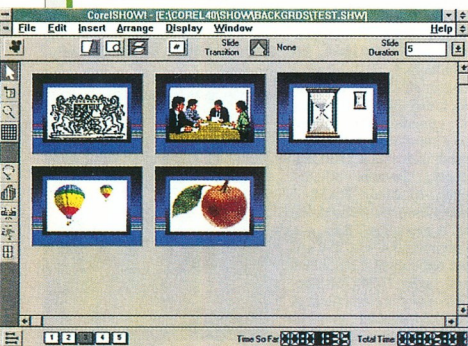 CorelSHOW! - [E:\COREL40\SHOW\BACKGRDS\TEST.SHW]
File Edit Insert Arrange Display Window Help
Slide Transition None Slide Duration 5
1 2 3 4 5 Time So Far Total Time